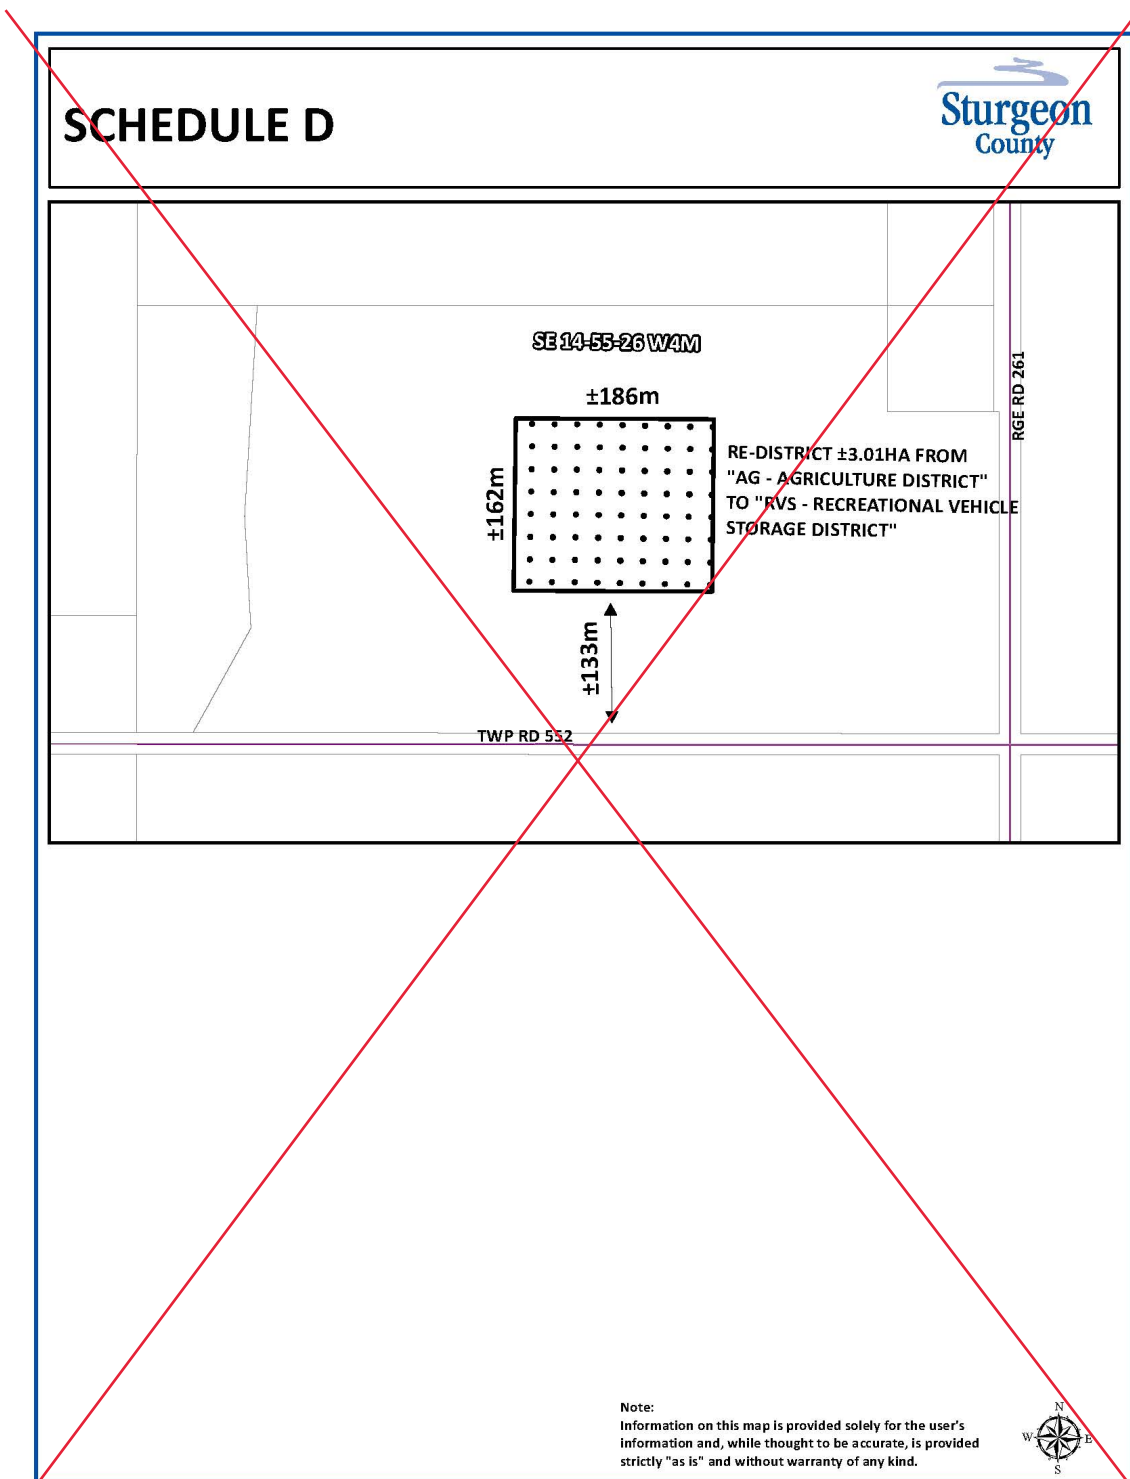 SCHEDULE D
Sturgeon
County
SE 14-55-26 W4M
±186m
RGE RD 261
RE-DISTRICT ±3.01HA FROM
"AG - AGRICULTURE DISTRICT"
TO "RVS - RECREATIONAL VEHICLE
STORAGE DISTRICT"
±162m
±133m
TWP RD 552
Note:
Information on this map is provided solely for the user's
information and, while thought to be accurate, is provided
strictly "as is" and without warranty of any kind.
N
W
E
S